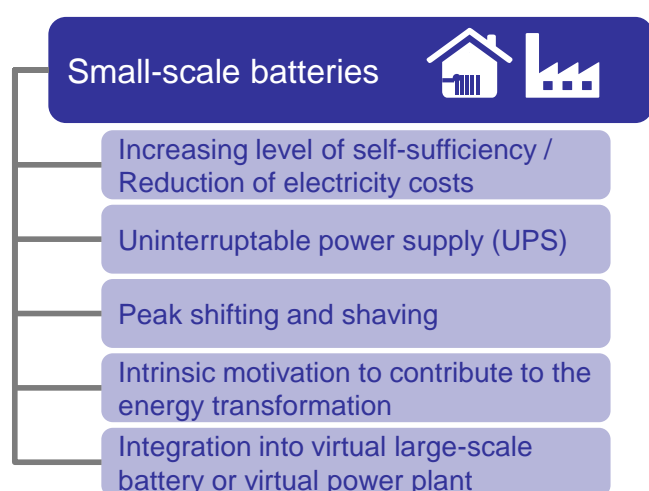 Small-scale batteries
Increasing level of self-sufficiency /
Reduction of electricity costs
Uninterruptable power supply (UPS)
Peak shifting and shaving
Intrinsic motivation to contribute to the
energy transformation
Integration into virtual large-scale
battery or virtual power plant